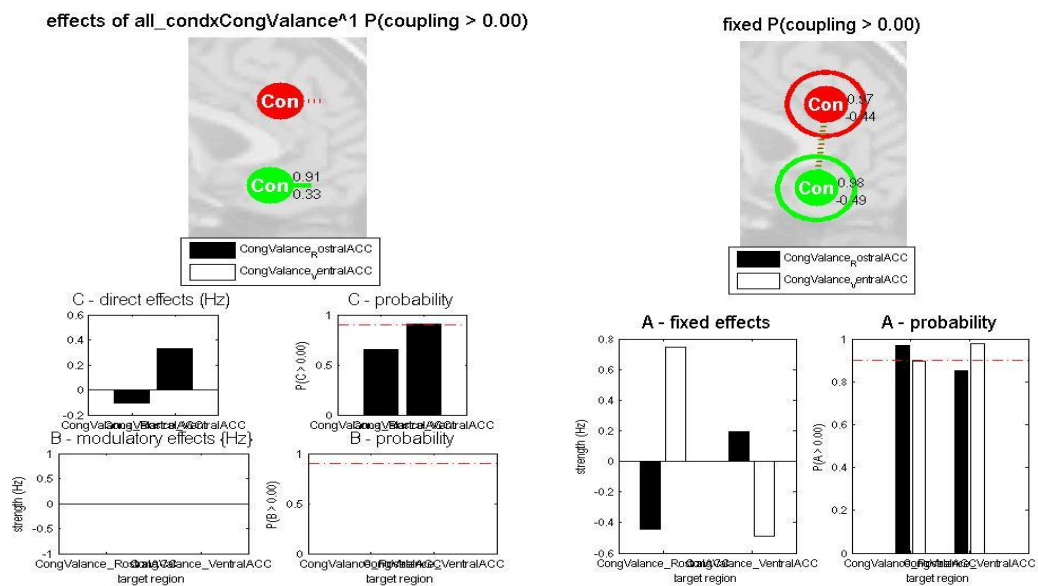 effects of all_condxCongValance^1 P(coupling > 0.00)
Con
0.91
Con
0.33
CongValance_RostralACC
CongValance_VentralACC
C - direct effects (Hz)
0.6
0.4
0.2
0
-0.2
C - probability
1
0.5
0
P(C > 0.00)
B - modulatory effects {Hz}
1
0.5
0
-0.5
-1
strength (Hz)
CongValance_VentralACC
target region
B - probability
1
0.5
0
P(B > 0.00)
target region
fixed P(coupling > 0.00)
Con
0.97
-0.44
Con
0.98
-0.49
CongValance_RostralACC
CongValance_VentralACC
A - fixed effects
0.8
0.6
0.4
0.2
0
-0.2
-0.4
-0.6
strength (Hz)
target region
A - probability
1
0.8
0.6
0.4
0.2
0
P(A > 0.00)
CongValance_VentralACC
target region